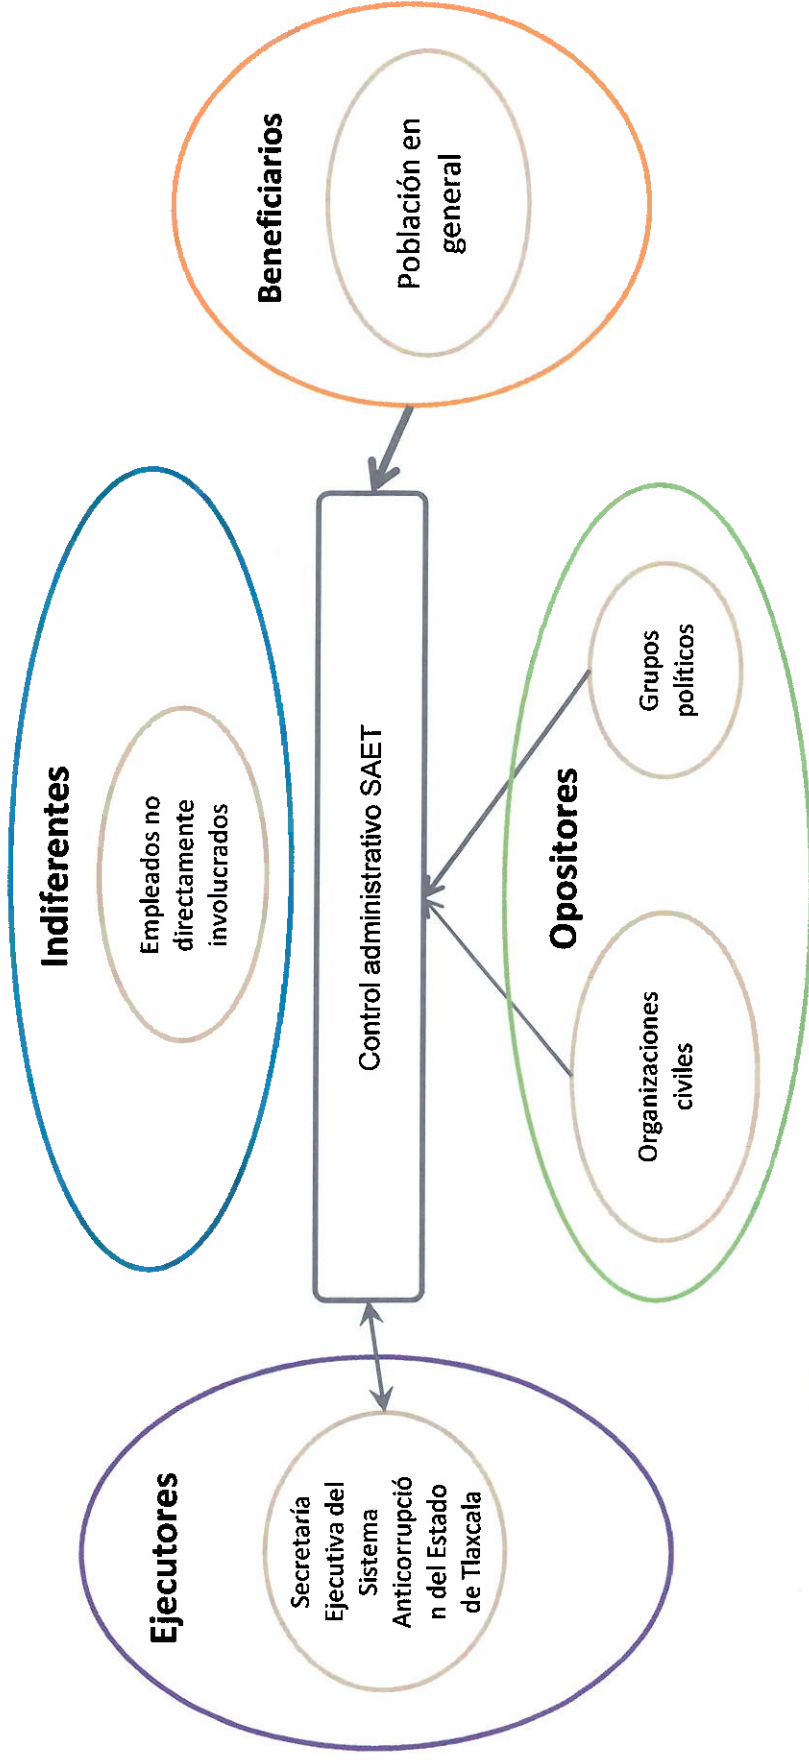 Ejecutores
Secretaría
Ejecutiva del
Sistema
Anticorrupció
n del Estado
de Tlaxcala
Indiferentes
Empleados no
directamente
involucrados
Control administrativo SAET
Opositores
Organizaciones
civiles
Grupos
políticos
Beneficiarios
Población en
general